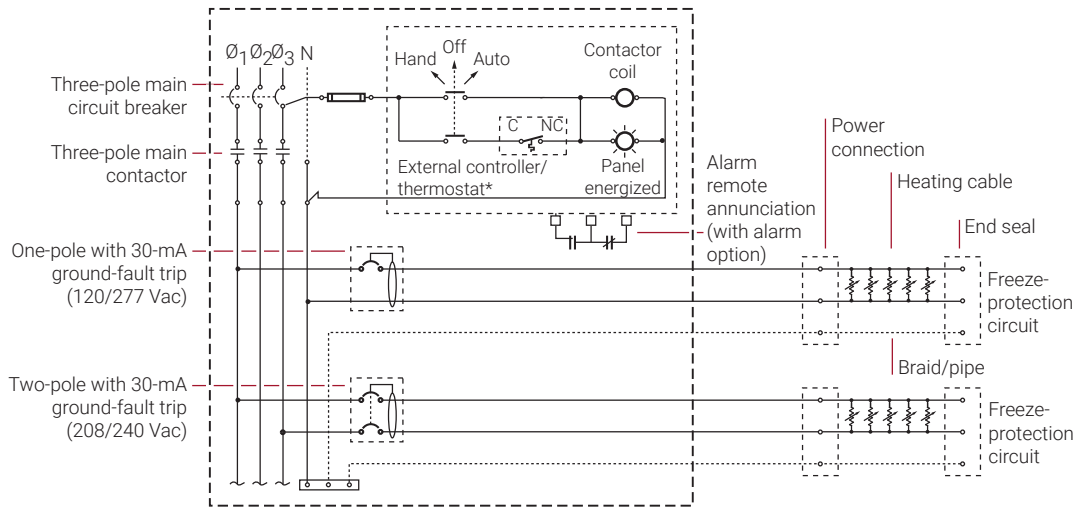 Ø1 Ø2 Ø3 N
Three-pole main
circuit breaker
Three-pole main
contactor
Hand
Off
Auto
Contactor
coil
C NC
External controller/
thermostat*
Panel
energized
Alarm
remote
annunciation
(with alarm
option)
Power
connection
Heating cable
End seal
One-pole with 30-mA
ground-fault trip
(120/277 Vac)
Freeze-
protection
circuit
Braid/pipe
Two-pole with 30-mA
ground-fault trip
(208/240 Vac)
Freeze-
protection
circuit